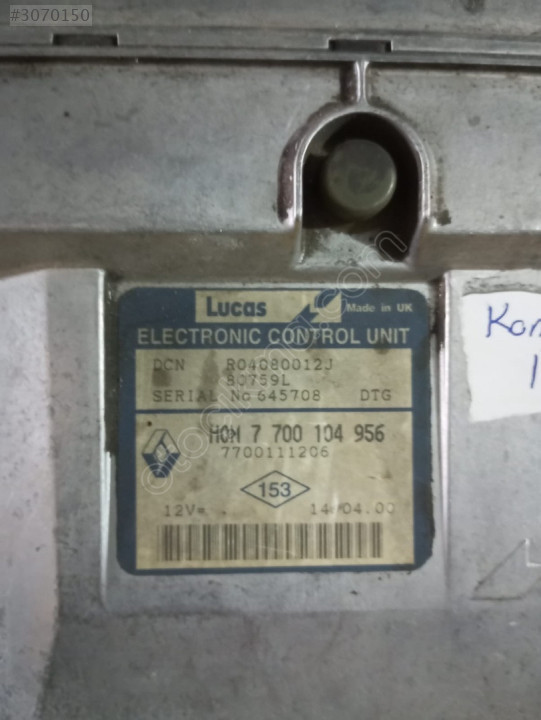 #3070150
Lucas Made in UK
ELECTRONIC CONTROL UNIT
DCN R04080012J
80759L
SERIAL No 645708 DTG
HOM 7 700 104 956
7700111206
153
12V= 14 04.00